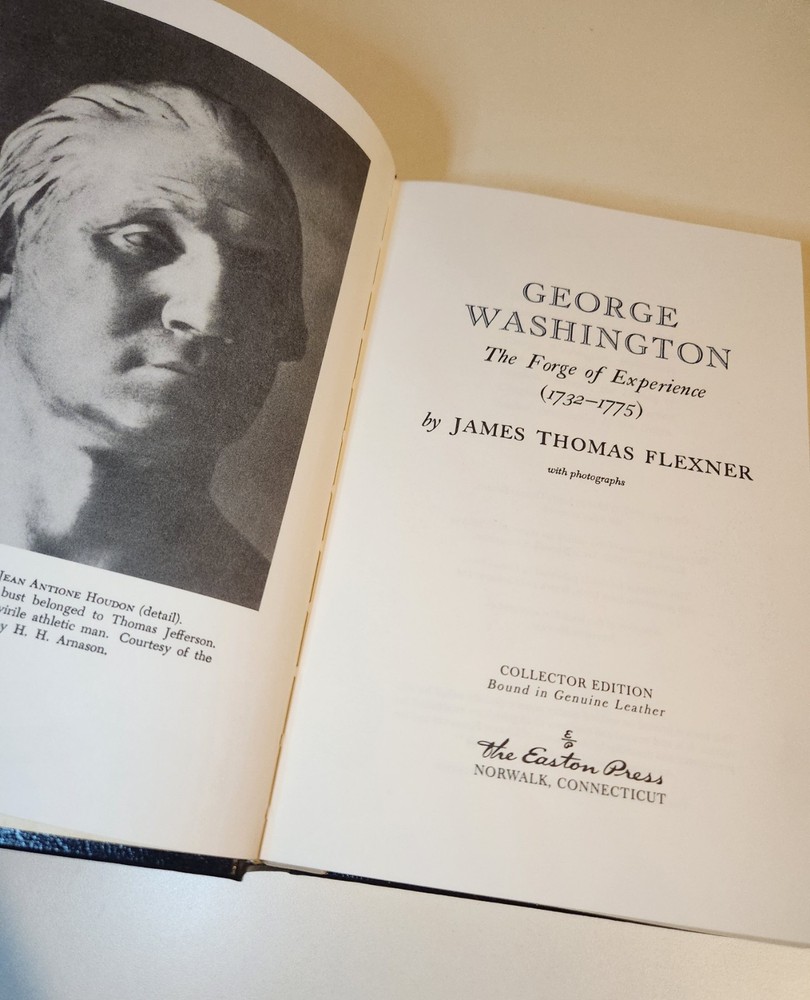 JEAN ANTIONE HOUDON (detail).
bust belonged to Thomas Jefferson.
virile athletic man. Courtesy of the
y H. H. Arnason.
GEORGE
WASHINGTON
The Forge of Experience
(1732–1775)
by JAMES THOMAS FLEXNER
with photographs
COLLECTOR EDITION
Bound in Genuine Leather
E
P
The Easton Press
NORWALK, CONNECTICUT